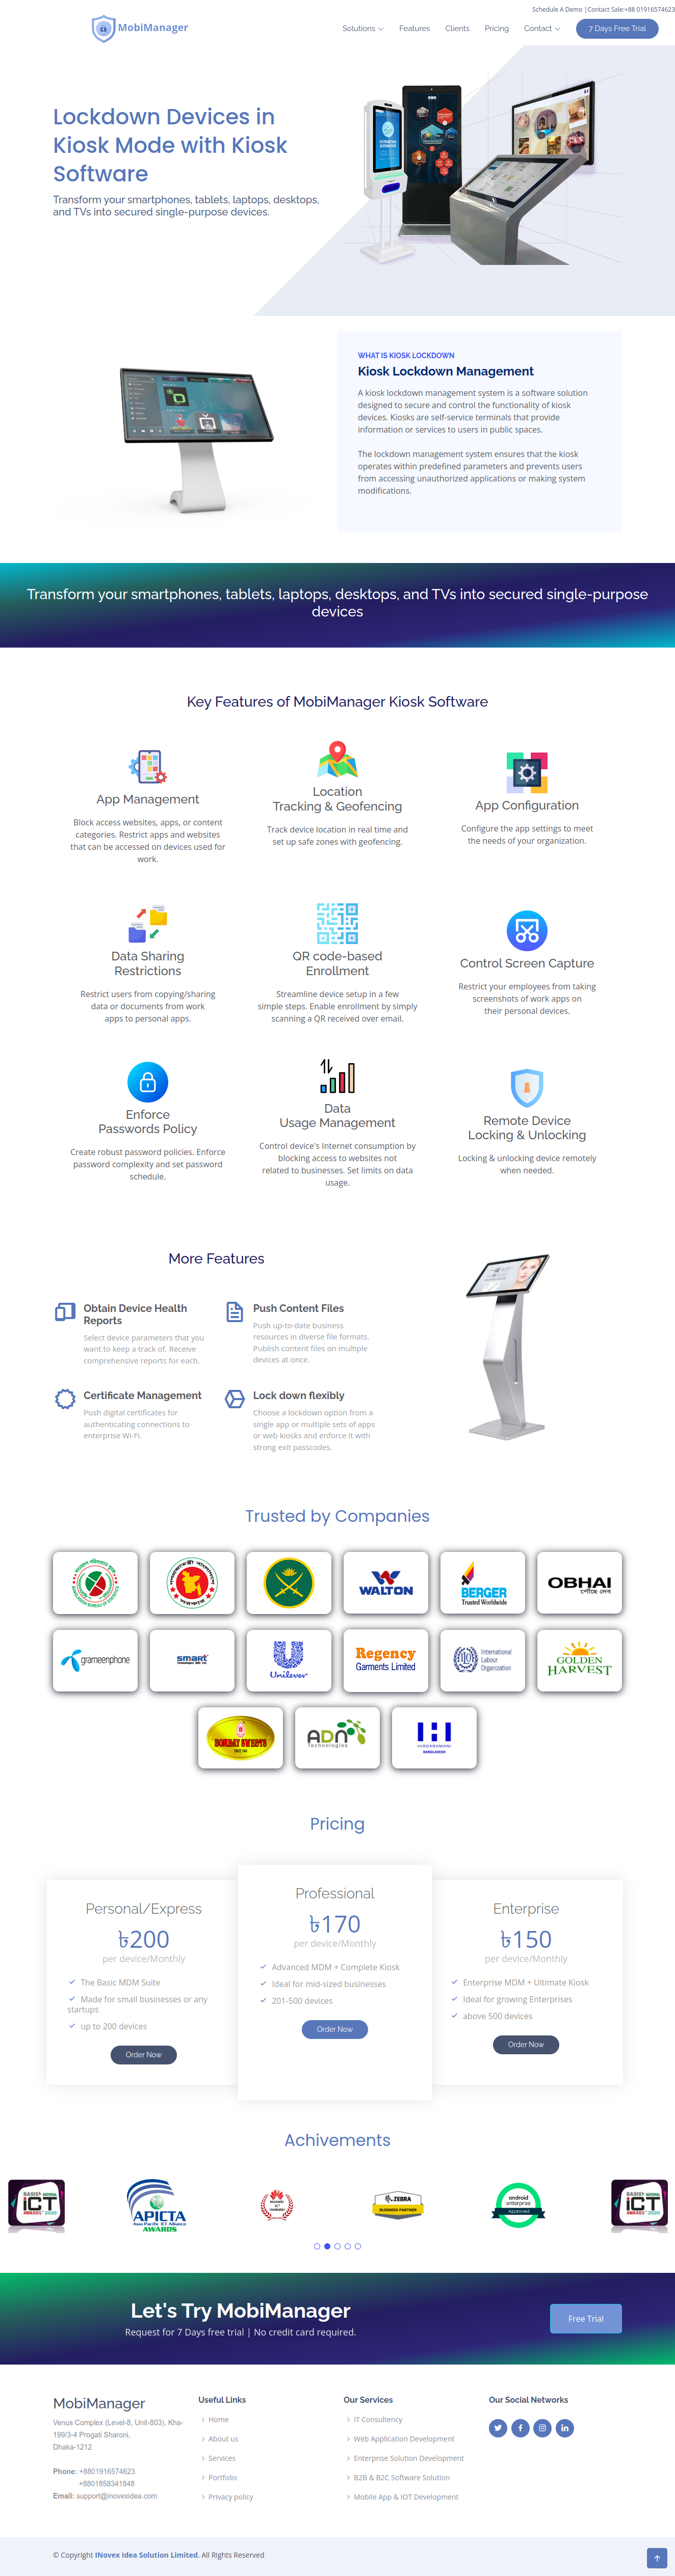 Schedule A Demo |Contact Sale:+88 01916574623
MobiManager
Solutions
Features
Clients
Pricing
Contact
7 Days Free Trial
Lockdown Devices in
Kiosk Mode with Kiosk
Software
Transform your smartphones, tablets, laptops, desktops,
and TVs into secured single-purpose devices.
WHAT IS KIOSK LOCKDOWN
Kiosk Lockdown Management
A kiosk lockdown management system is a software solution
designed to secure and control the functionality of kiosk
devices. Kiosks are self-service terminals that provide
information or services to users in public spaces.
The lockdown management system ensures that the kiosk
operates within predefined parameters and prevents users
from accessing unauthorized applications or making system
modifications.
Transform your smartphones, tablets, laptops, desktops, and TVs into secured single-purpose
devices
Key Features of MobiManager Kiosk Software
App Management
Block access websites, apps, or content
categories. Restrict apps and websites
that can be accessed on devices used for
work.
Location
Tracking & Geofencing
Track device location in real time and
set up safe zones with geofencing.
App Configuration
Configure the app settings to meet
the needs of your organization.
Data Sharing
Restrictions
Restrict users from copying/sharing
data or documents from work
apps to personal apps.
QR code-based
Enrollment
Streamline device setup in a few
simple steps. Enable enrollment by simply
scanning a QR received over email.
Control Screen Capture
Restrict your employees from taking
screenshots of work apps on
their personal devices.
Enforce
Passwords Policy
Create robust password policies. Enforce
password complexity and set password
schedule.
Data
Usage Management
Control device's Internet consumption by
blocking access to websites not
related to businesses. Set limits on data
usage.
Remote Device
Locking & Unlocking
Locking & unlocking device remotely
when needed.
More Features
Obtain Device Health
Reports
Select device parameters that you
want to keep a track of. Receive
comprehensive reports for each.
Push Content Files
Push up-to-date business
resources in diverse file formats.
Publish content files on multiple
devices at once.
Certificate Management
Push digital certificates for
authenticating connections to
enterprise Wi-Fi.
Lock down flexibly
Choose a lockdown option from a
single app or multiple sets of apps
or web kiosks and enforce it with
strong exit passcodes.
Trusted by Companies
WALTON
BERGER
Trusted Worldwide
OBHAI
পৌঁছে দেব
grameenphone
smart
Technologies (BD) Ltd.
Unilever
Regency
Garments Limited
International
Labour
Organization
GOLDEN
HARVEST
BOMBAY SWEETS
SINCE 1948
ADN
Technologies
HIRDARAMANI
BANGLADESH
Pricing
Personal/Express
৳200
per device/Monthly
The Basic MDM Suite
Made for small businesses or any
startups
up to 200 devices
Order Now
Professional
৳170
per device/Monthly
Advanced MDM + Complete Kiosk
Ideal for mid-sized businesses
201-500 devices
Order Now
Enterprise
৳150
per device/Monthly
Enterprise MDM + Ultimate Kiosk
Ideal for growing Enterprises
above 500 devices
Order Now
Achivements
BASIS NATIONAL
ICT
AWARDS 2020
APICTA
Asia Pacific ICT Alliance
AWARDS
HUAWEI
ICT
ZEBRA
BUSINESS PARTNER
android
enterprise
Approved
BASIS NATIONAL
ICT
AWARDS 2020
Let's Try MobiManager
Request for 7 Days free trial | No credit card required.
Free Trial
MobiManager
Venus Complex (Level-8, Unit-803), Kha-
199/3-4 Progati Sharoni,
Dhaka-1212
Phone: +8801916574623
+8801858341848
Email: support@inovexidea.com
Useful Links
Home
About us
Services
Portfolio
Privacy policy
Our Services
IT Consultency
Web Application Development
Enterprise Solution Development
B2B & B2C Software Solution
Mobile App & IOT Development
Our Social Networks
© Copyright INovex Idea Solution Limited. All Rights Reserved